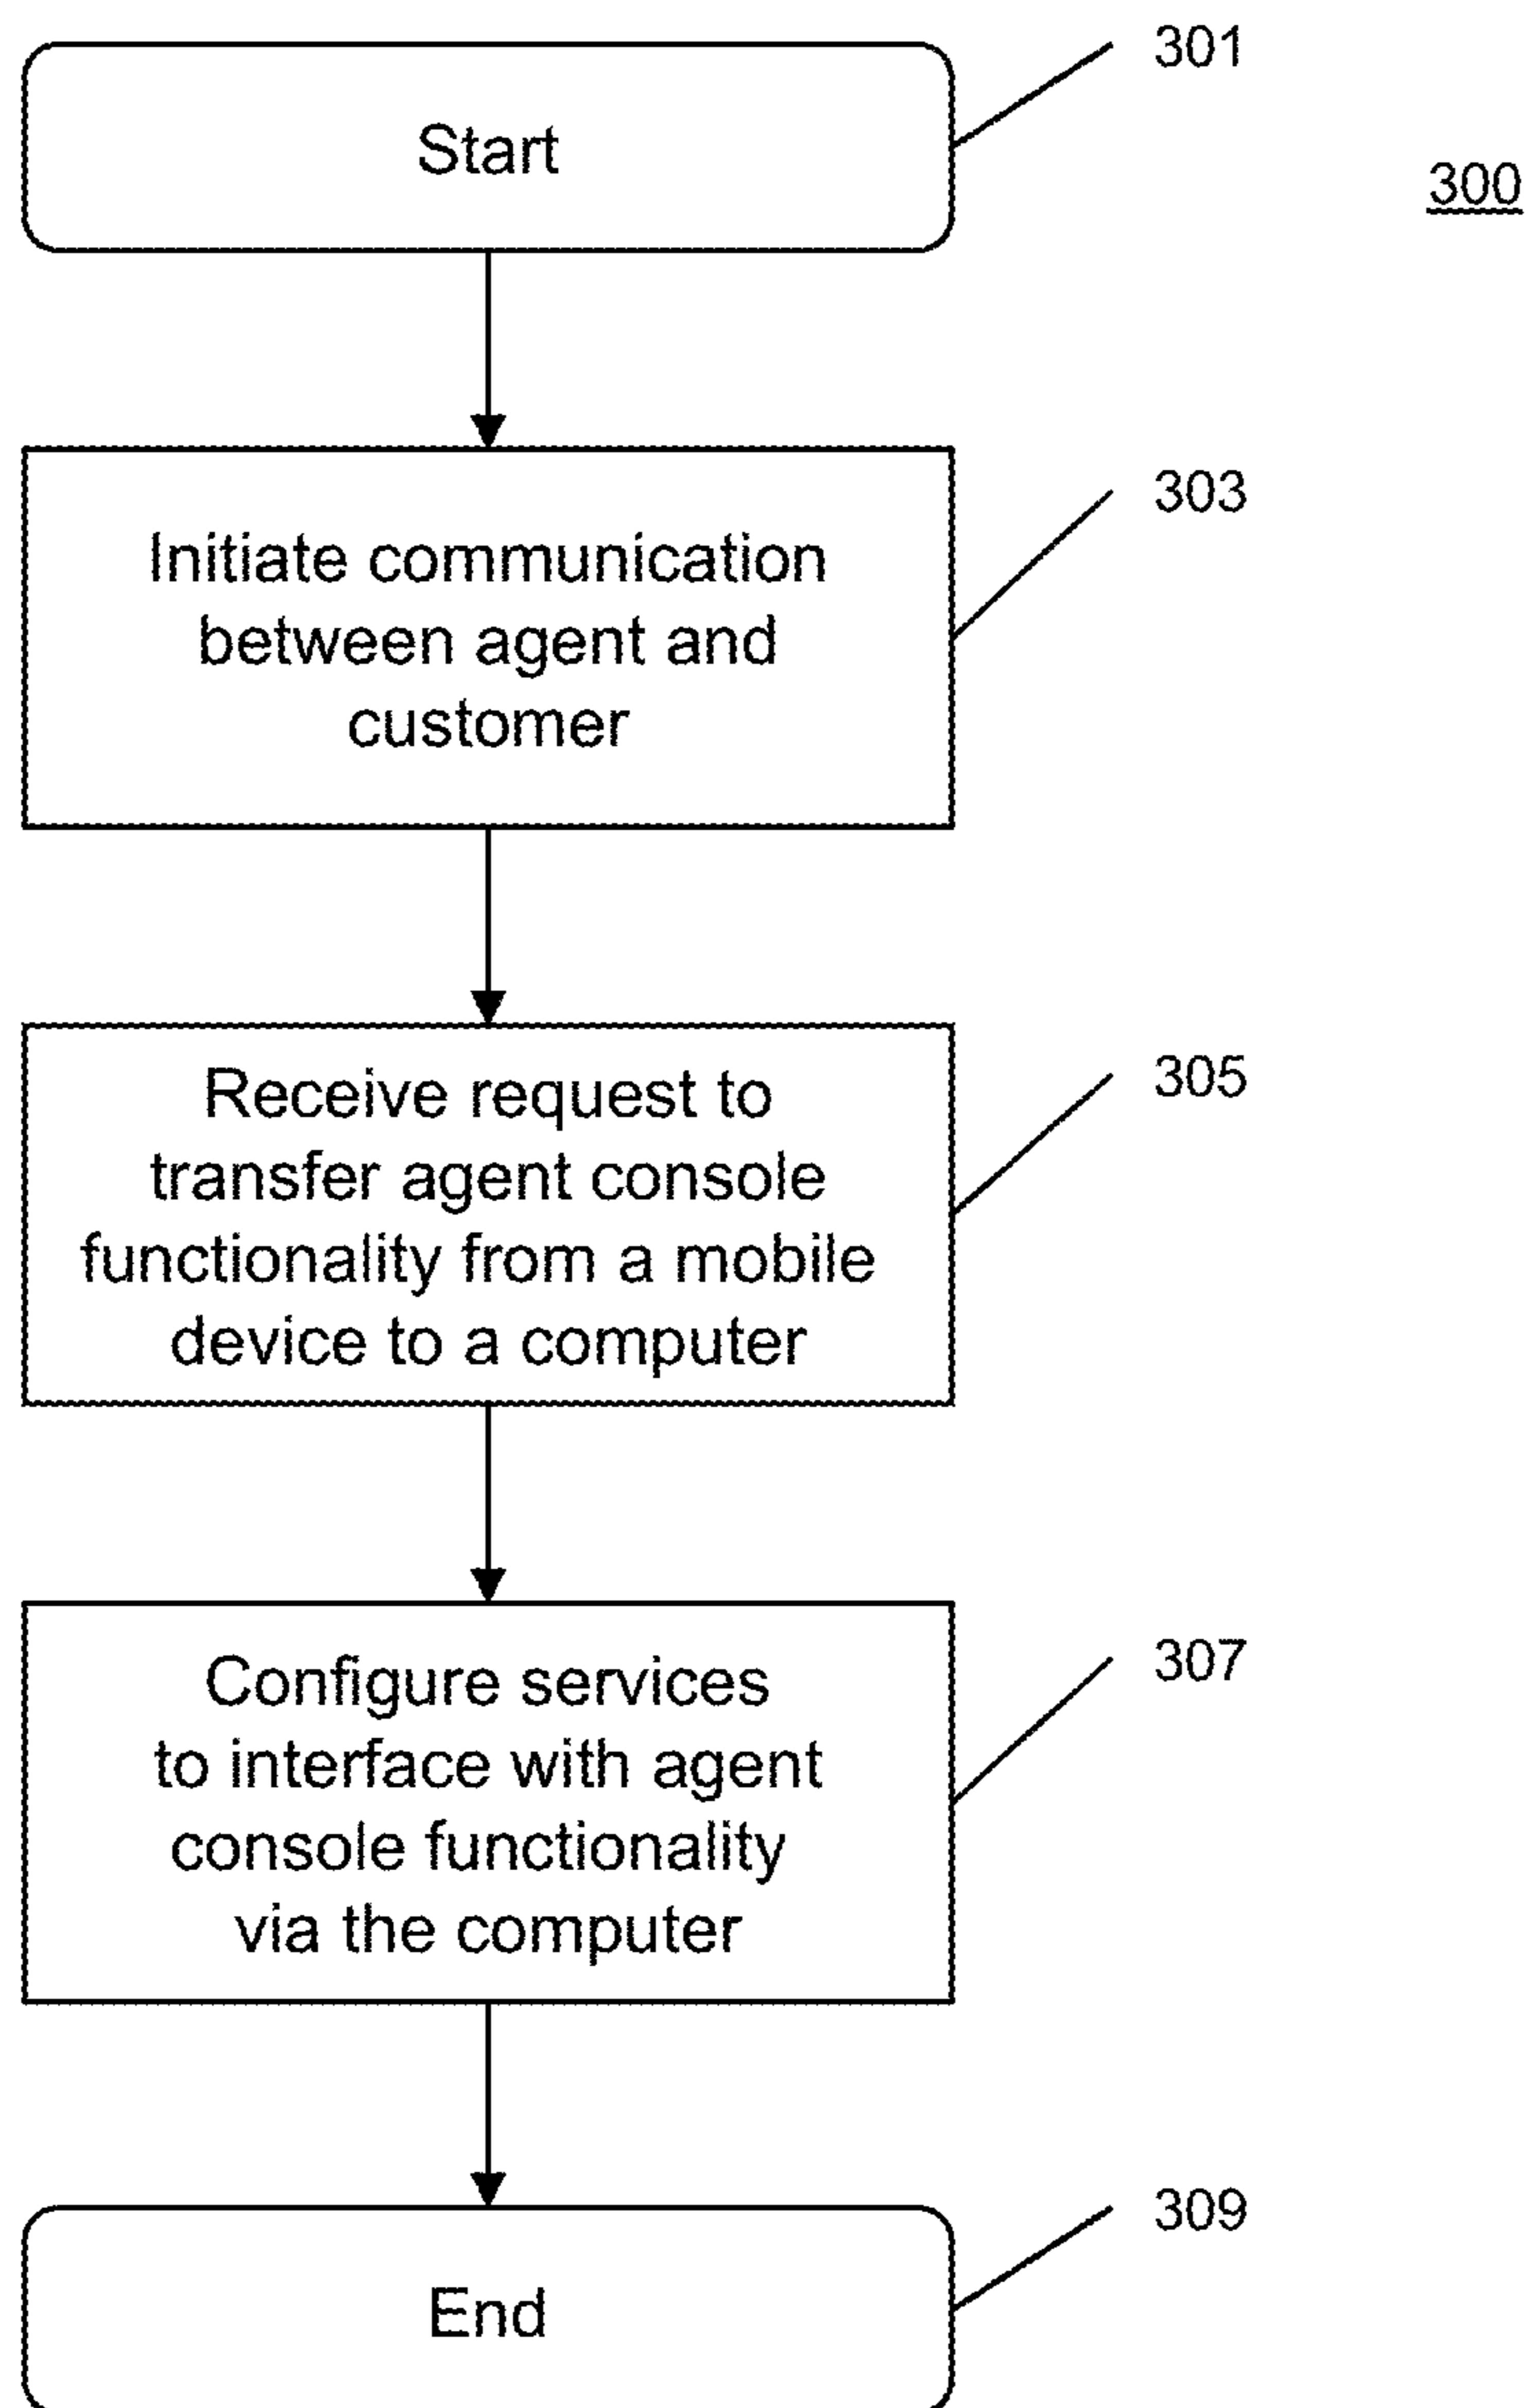 301
Start
300
303
Initiate communication
between agent and
customer
305
Receive request to
transfer agent console
functionality from a mobile
device to a computer
307
Configure services
to interface with agent
console functionality
via the computer
309
End